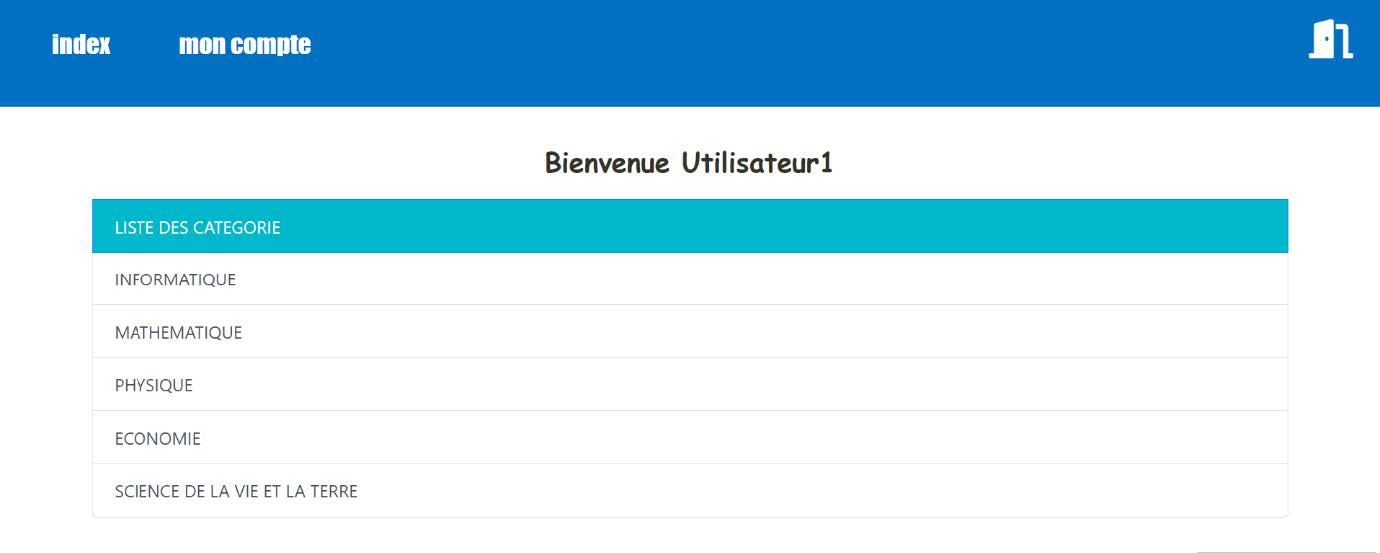 index mon compte
Bienvenue Utilisateur1
LISTE DES CATEGORIE
INFORMATIQUE
MATHEMATIQUE
PHYSIQUE
ECONOMIE
SCIENCE DE LA VIE ET LA TERRE